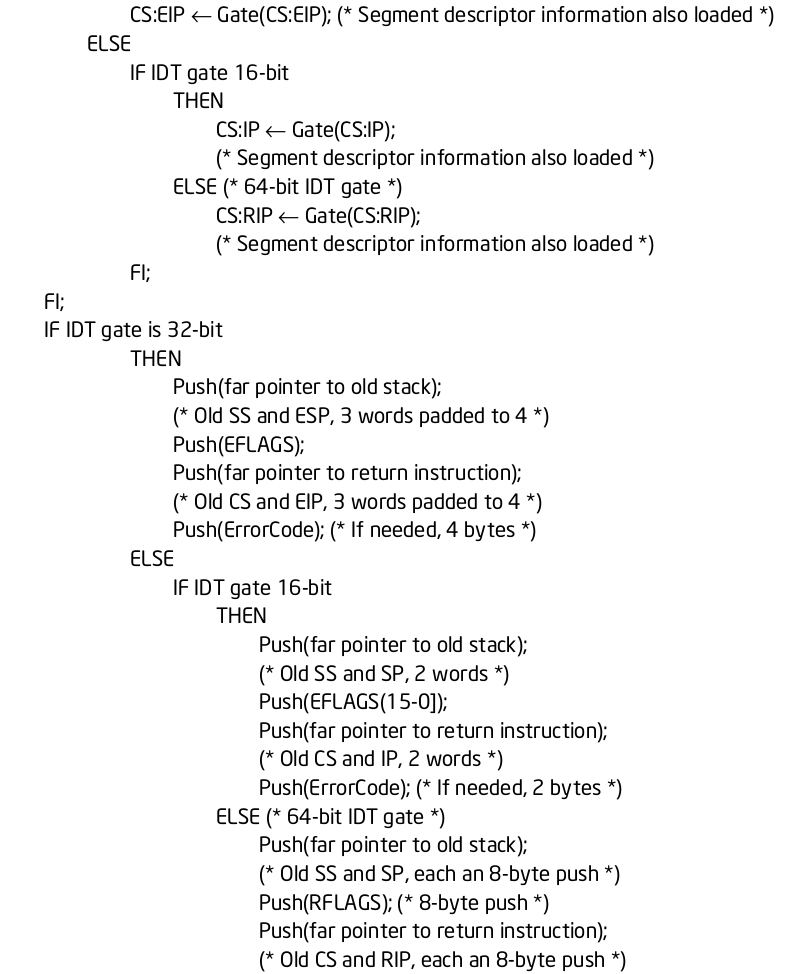 CS:EIP ← Gate(CS:EIP); (* Segment descriptor information also loaded *)
ELSE
IF IDT gate 16-bit
THEN
CS:IP ← Gate(CS:IP);
(* Segment descriptor information also loaded *)
ELSE (* 64-bit IDT gate *)
CS:RIP ← Gate(CS:RIP);
(* Segment descriptor information also loaded *)
FI;
FI;
IF IDT gate is 32-bit
THEN
Push(far pointer to old stack);
(* Old SS and ESP, 3 words padded to 4 *)
Push(EFLAGS);
Push(far pointer to return instruction);
(* Old CS and EIP, 3 words padded to 4 *)
Push(ErrorCode); (* If needed, 4 bytes *)
ELSE
IF IDT gate 16-bit
THEN
Push(far pointer to old stack);
(* Old SS and SP, 2 words *)
Push(EFLAGS(15-0]);
Push(far pointer to return instruction);
(* Old CS and IP, 2 words *)
Push(ErrorCode); (* If needed, 2 bytes *)
ELSE (* 64-bit IDT gate *)
Push(far pointer to old stack);
(* Old SS and SP, each an 8-byte push *)
Push(RFLAGS); (* 8-byte push *)
Push(far pointer to return instruction);
(* Old CS and RIP, each an 8-byte push *)